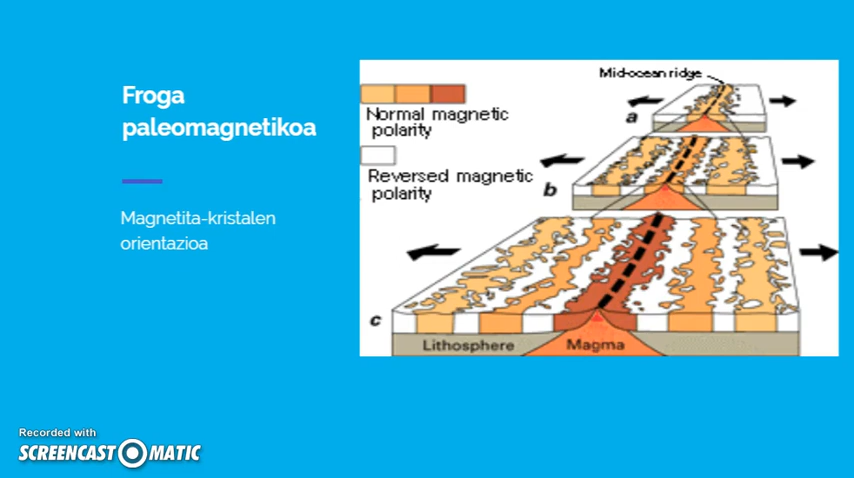 Froga
paleomagnetikoa
Magnetita-kristalen
orientazioa
Mid-ocean ridge
Normal magnetic
polarity
Reversed magnetic
polarity
a
b
c
Lithosphere
Magma
Recorded with
SCREENCAST MATIC